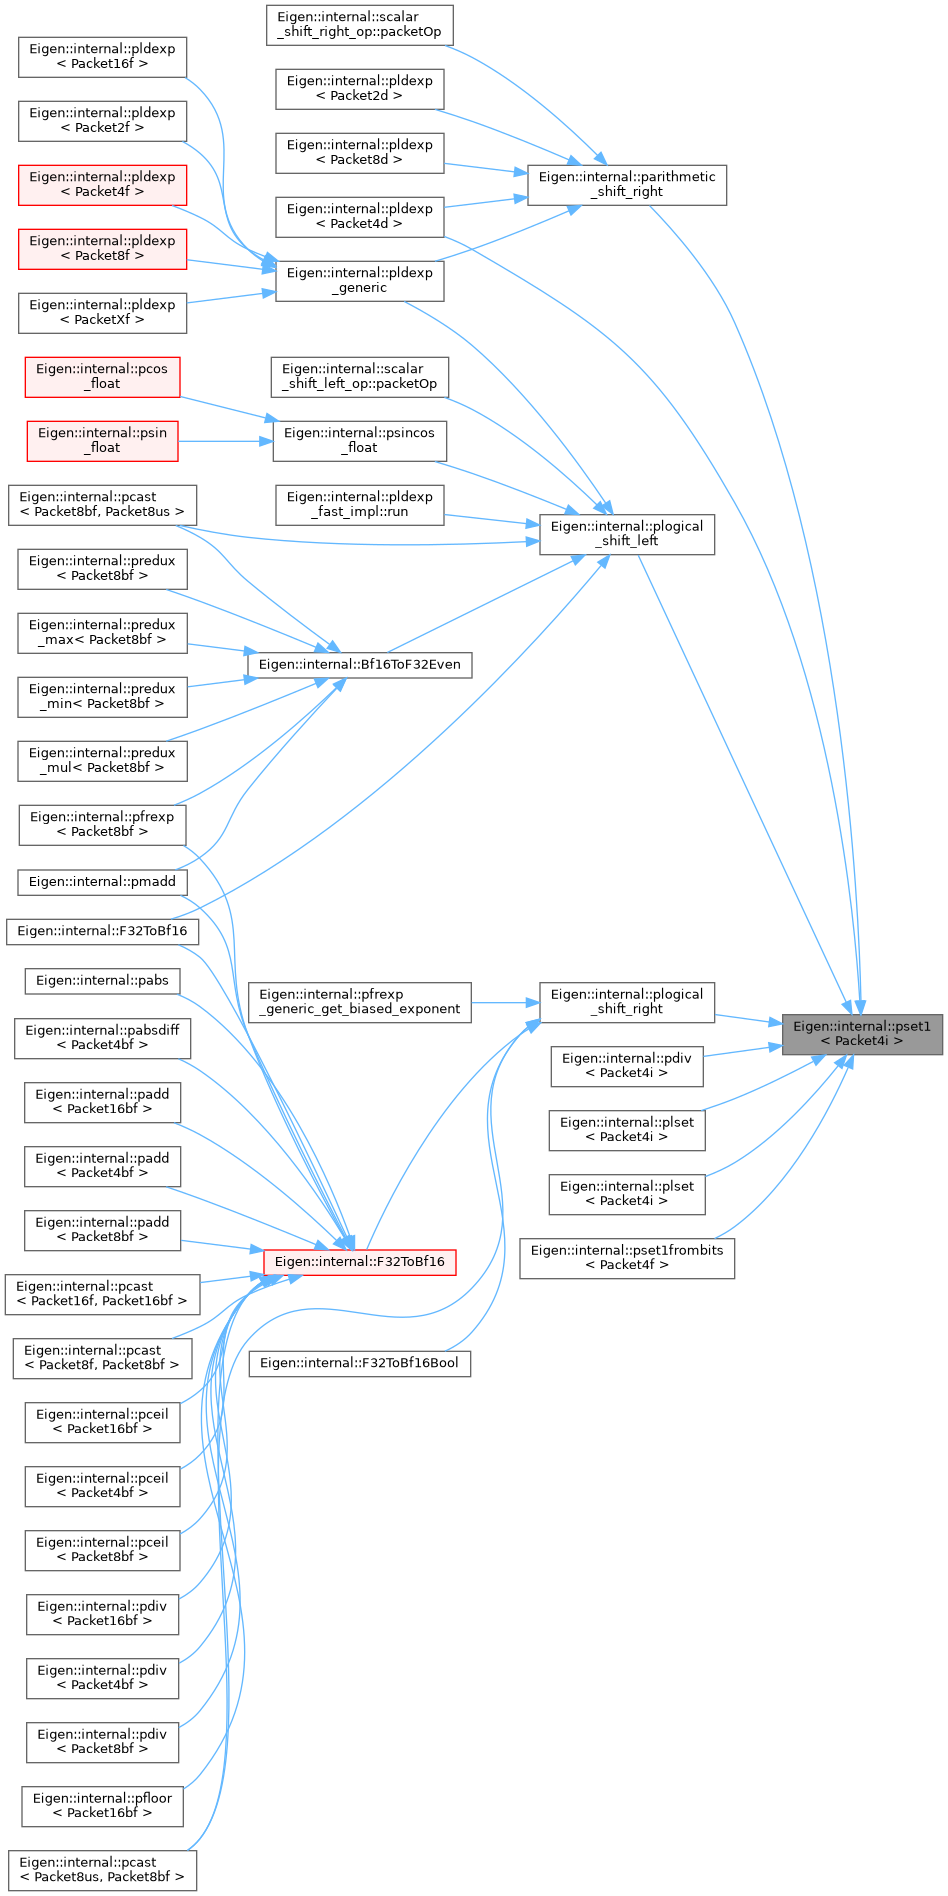 Eigen::internal::scalar
_shift_right_op::packetOp
Eigen::internal::pldexp
< Packet16f >
Eigen::internal::pldexp
< Packet2d >
Eigen::internal::pldexp
< Packet2f >
Eigen::internal::pldexp
< Packet8d >
Eigen::internal::parithmetic
_shift_right
Eigen::internal::pldexp
< Packet4f >
Eigen::internal::pldexp
< Packet4d >
Eigen::internal::pldexp
< Packet8f >
Eigen::internal::pldexp
_generic
Eigen::internal::pldexp
< PacketXf >
Eigen::internal::pcos
_float
Eigen::internal::scalar
_shift_left_op::packetOp
Eigen::internal::psin
_float
Eigen::internal::psincos
_float
Eigen::internal::pcast
< Packet8bf, Packet8us >
Eigen::internal::pldexp
_fast_impl::run
Eigen::internal::plogical
_shift_left
Eigen::internal::predux
< Packet8bf >
Eigen::internal::predux
_max< Packet8bf >
Eigen::internal::Bf16ToF32Even
Eigen::internal::predux
_min< Packet8bf >
Eigen::internal::predux
_mul< Packet8bf >
Eigen::internal::pfrexp
< Packet8bf >
Eigen::internal::pmadd
Eigen::internal::F32ToBf16
Eigen::internal::pabs
Eigen::internal::pfrexp
_generic_get_biased_exponent
Eigen::internal::plogical
_shift_right
Eigen::internal::pset1
< Packet4i >
Eigen::internal::pabsdiff
< Packet4bf >
Eigen::internal::pdiv
< Packet4i >
Eigen::internal::padd
< Packet16bf >
Eigen::internal::plset
< Packet4i >
Eigen::internal::padd
< Packet4bf >
Eigen::internal::plset
< Packet4i >
Eigen::internal::padd
< Packet8bf >
Eigen::internal::pset1frombits
< Packet4f >
Eigen::internal::F32ToBf16
Eigen::internal::pcast
< Packet16f, Packet16bf >
Eigen::internal::pcast
< Packet8f, Packet8bf >
Eigen::internal::F32ToBf16Bool
Eigen::internal::pceil
< Packet16bf >
Eigen::internal::pceil
< Packet4bf >
Eigen::internal::pceil
< Packet8bf >
Eigen::internal::pdiv
< Packet16bf >
Eigen::internal::pdiv
< Packet4bf >
Eigen::internal::pdiv
< Packet8bf >
Eigen::internal::pfloor
< Packet16bf >
Eigen::internal::pcast
< Packet8us, Packet8bf >